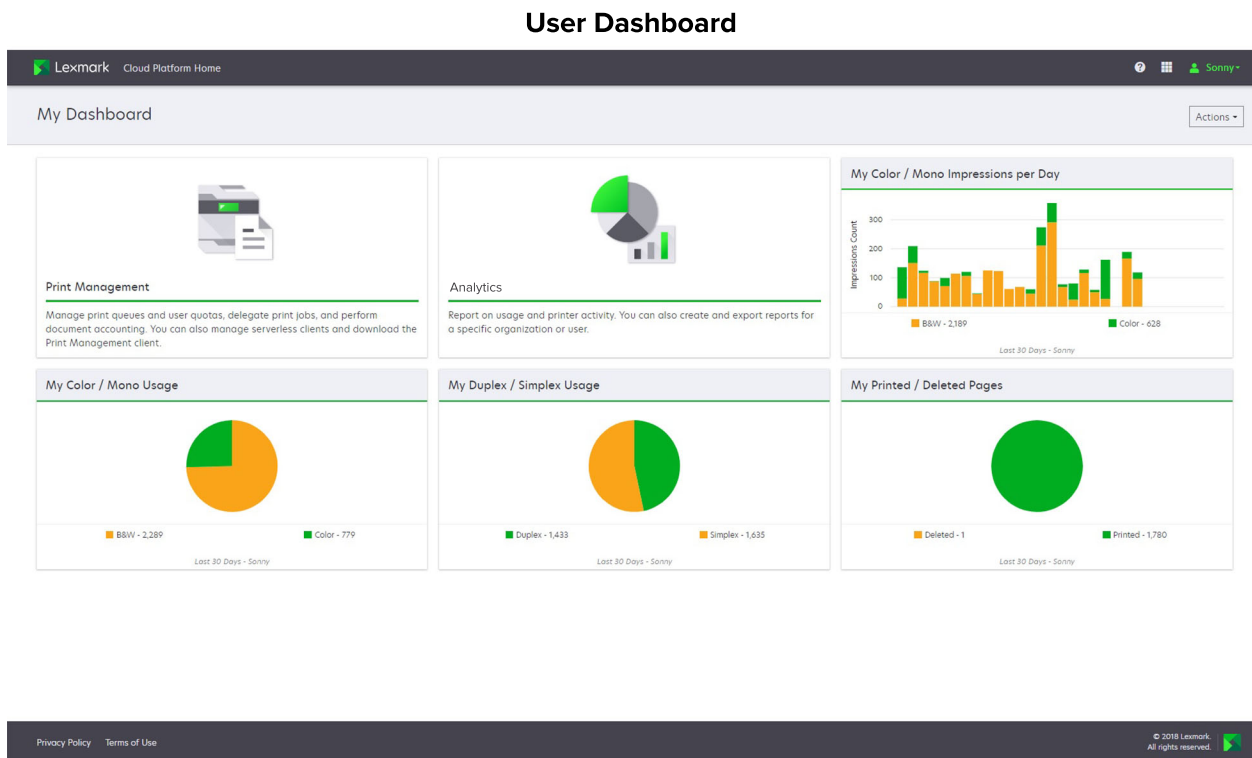 User Dashboard
Lexmark Cloud Platform Home
? Sonny
My Dashboard
Actions
Print Management
Manage print queues and user quotas, delegate print jobs, and perform
document accounting. You can also manage serverless clients and download the
Print Management client.
Analytics
Report on usage and printer activity. You can also create and export reports for
a specific organization or user.
My Color / Mono Impressions per Day
Impressions Count
300
200
100
0
B&W - 2,189 Color - 628
Last 30 Days - Sonny
My Color / Mono Usage
B&W - 2,289 Color - 779
Last 30 Days - Sonny
My Duplex / Simplex Usage
Duplex - 1,433 Simplex - 1,635
Last 30 Days - Sonny
My Printed / Deleted Pages
Deleted - 1 Printed - 1,780
Last 30 Days - Sonny
Privacy Policy Terms of Use
© 2018 Lexmark.
All rights reserved.